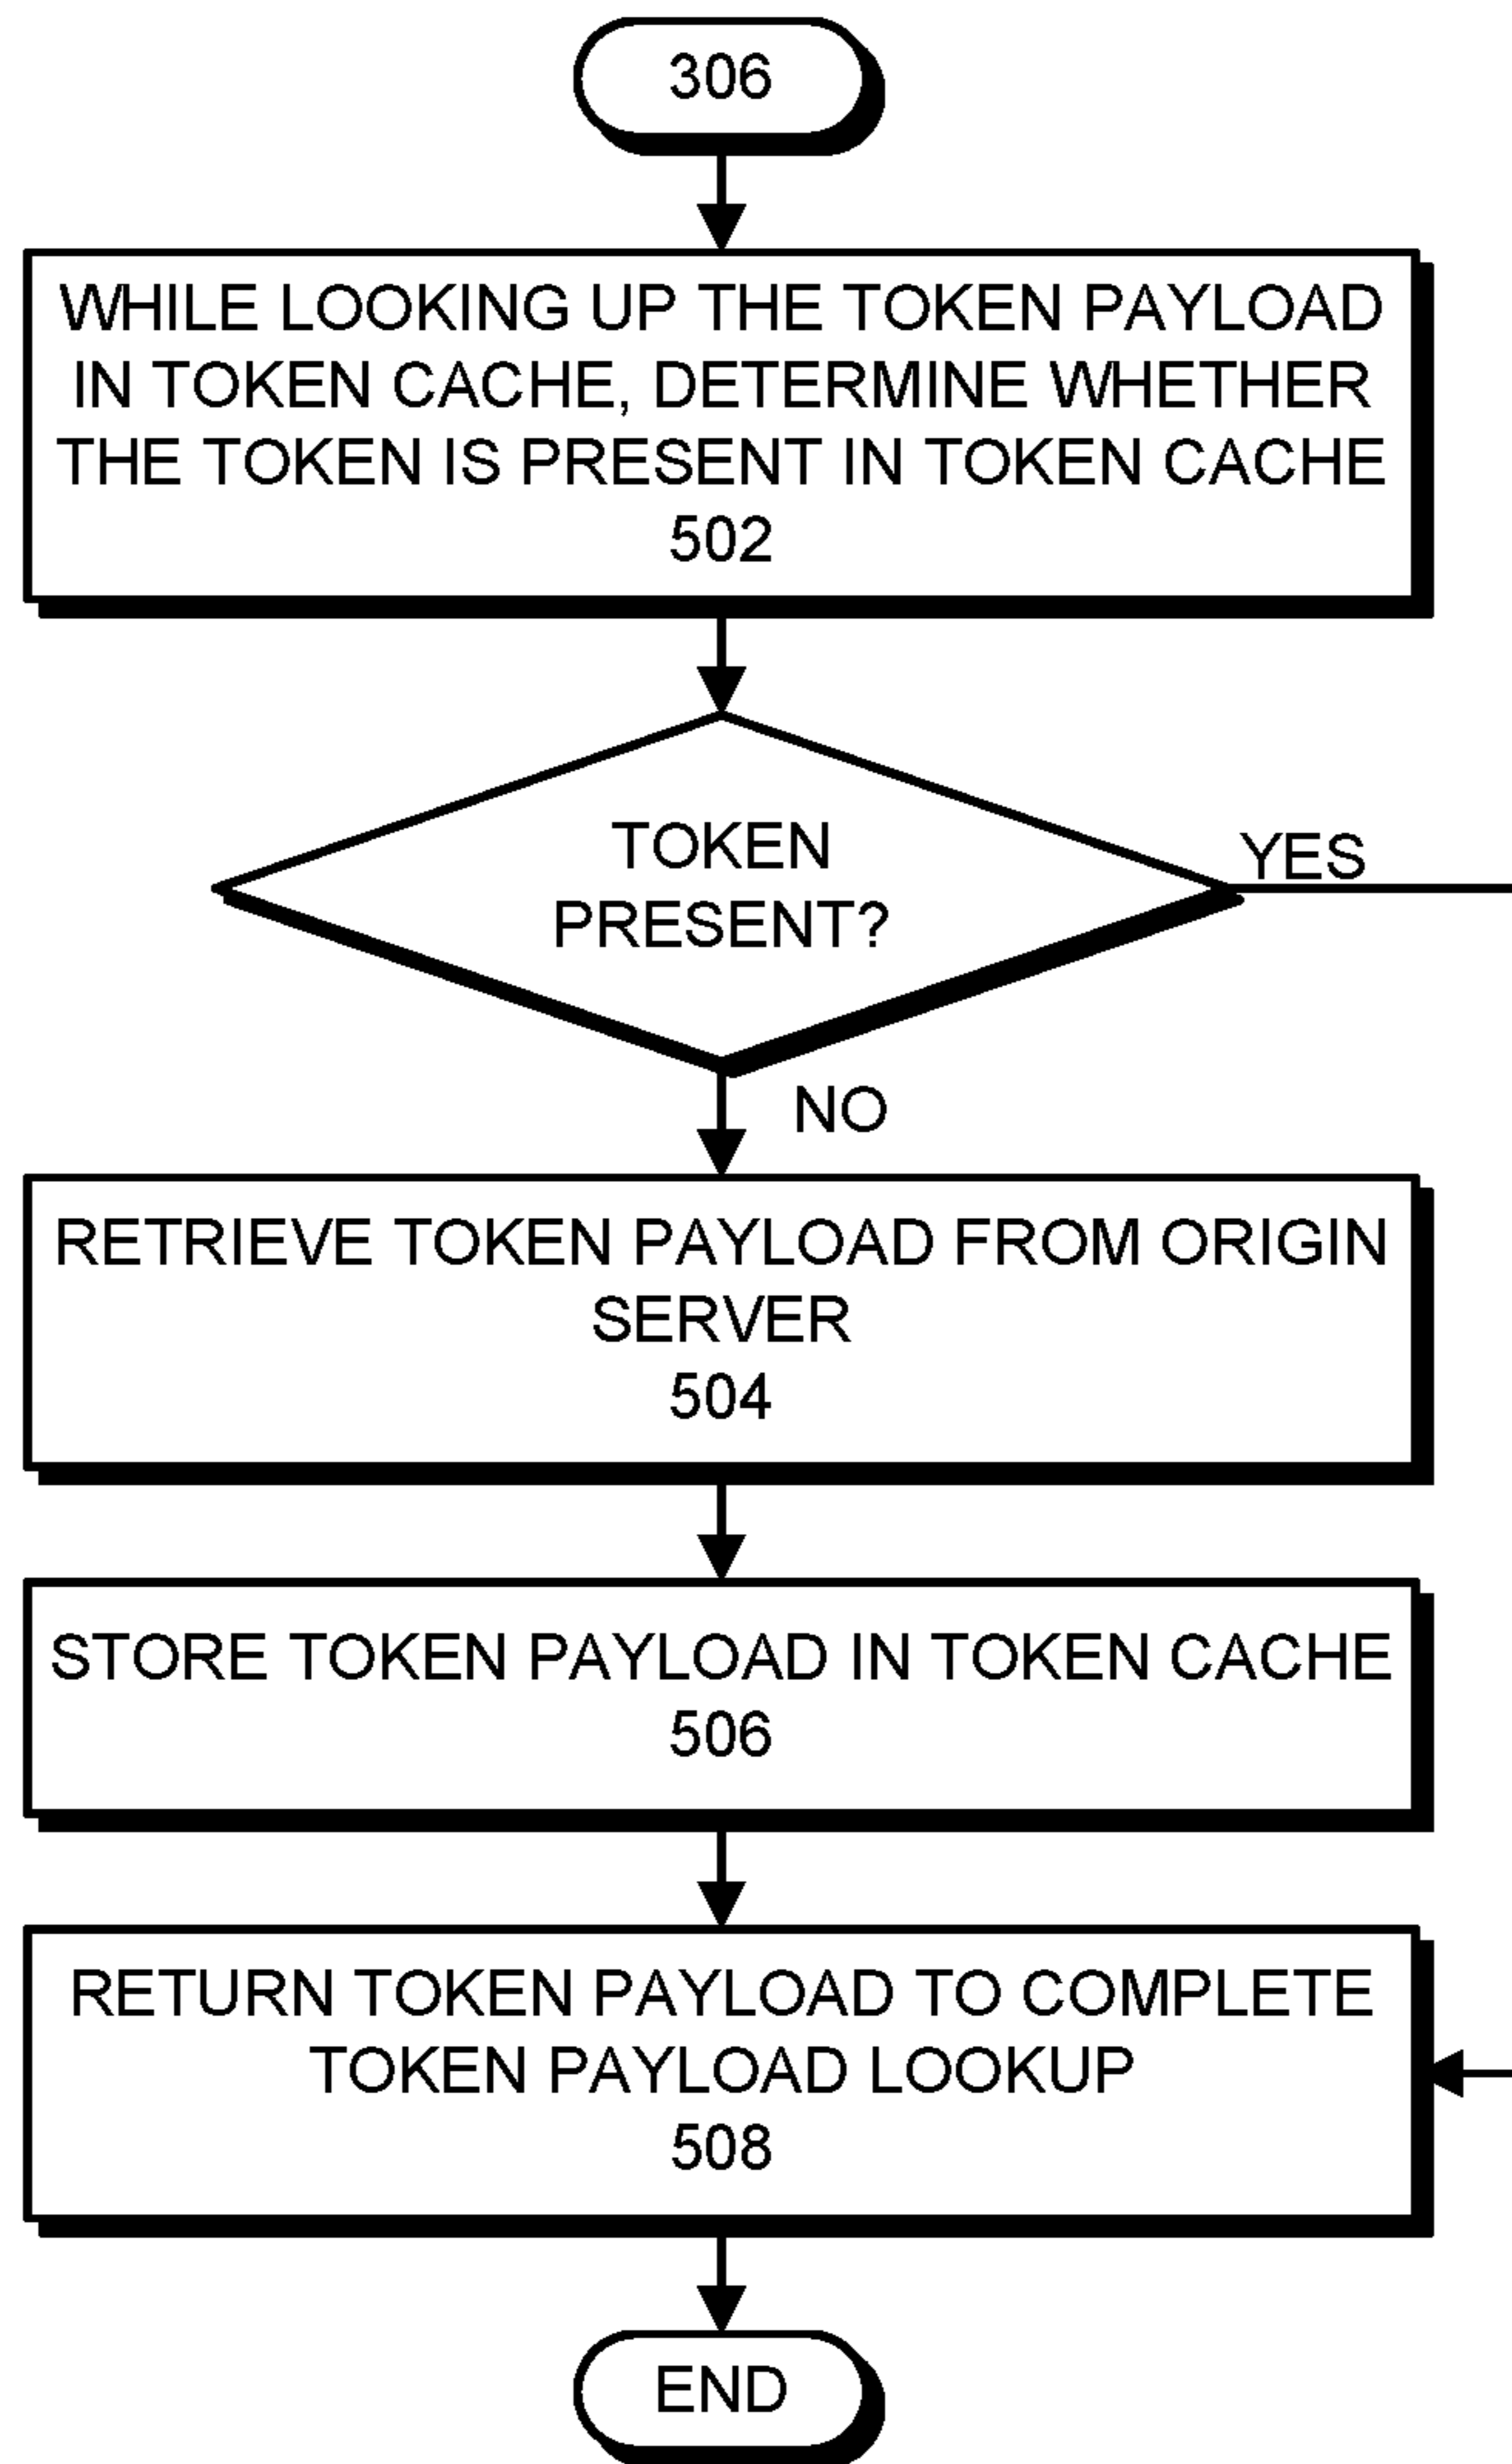 306
WHILE LOOKING UP THE TOKEN PAYLOAD
IN TOKEN CACHE, DETERMINE WHETHER
THE TOKEN IS PRESENT IN TOKEN CACHE
502
TOKEN
PRESENT?
YES
NO
RETRIEVE TOKEN PAYLOAD FROM ORIGIN
SERVER
504
STORE TOKEN PAYLOAD IN TOKEN CACHE
506
RETURN TOKEN PAYLOAD TO COMPLETE
TOKEN PAYLOAD LOOKUP
508
END